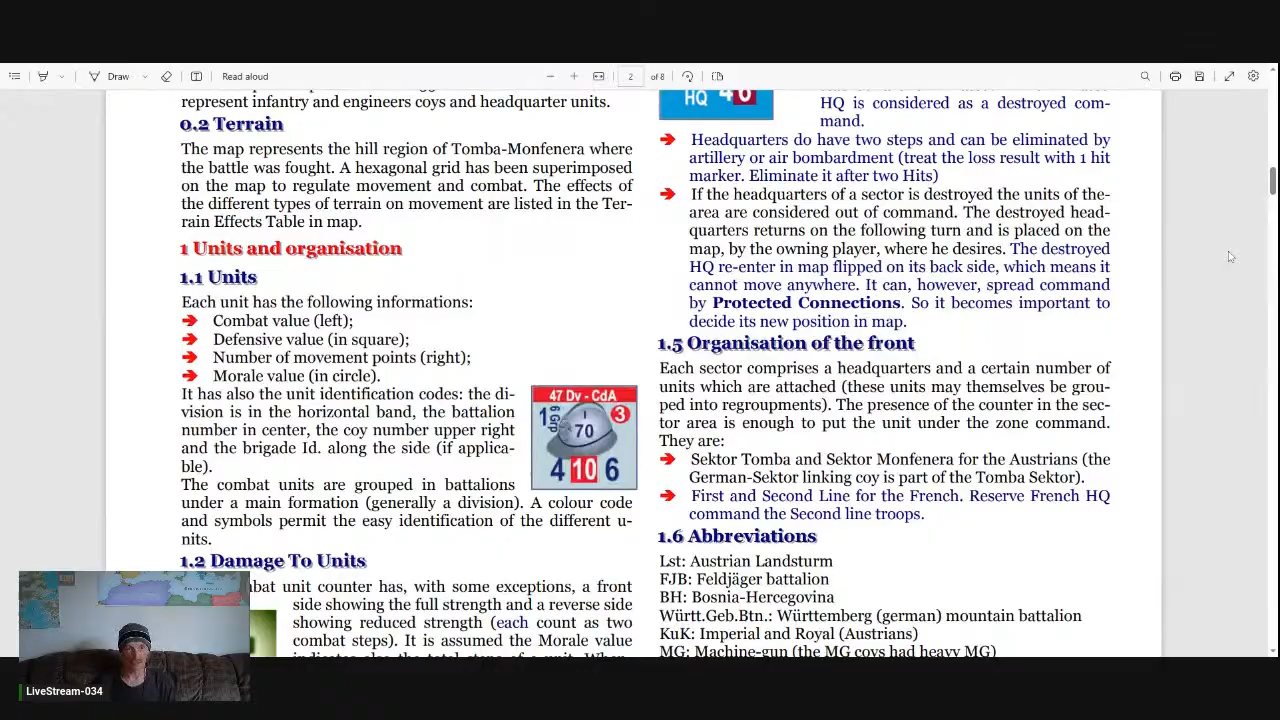 Draw
Read aloud
2
of 8
represent infantry and engineers coys and headquarter units.
0.2 Terrain
The map represents the hill region of Tomba-Monfenera where
the battle was fought. A hexagonal grid has been superimposed
on the map to regulate movement and combat. The effects of
the different types of terrain on movement are listed in the Ter-
rain Effects Table in map.
1 Units and organisation
1.1 Units
Each unit has the following informations:
➔ Combat value (left);
➔ Defensive value (in square);
➔ Number of movement points (right);
➔ Morale value (in circle).
It has also the unit identification codes: the di-
vision is in the horizontal band, the battalion
number in center, the coy number upper right
and the brigade Id. along the side (if applica-
ble).
47 Dv - CdA
1
6 Grp
I
70
3
4 10 6
The combat units are grouped in battalions
under a main formation (generally a division). A colour code
and symbols permit the easy identification of the different u-
nits.
1.2 Damage To Units
bat unit counter has, with some exceptions, a front
side showing the full strength and a reverse side
showing reduced strength (each count as two
combat steps). It is assumed the Morale value
HQ
HQ is considered as a destroyed com-
mand.
➔ Headquarters do have two steps and can be eliminated by
artillery or air bombardment (treat the loss result with 1 hit
marker. Eliminate it after two Hits)
➔ If the headquarters of a sector is destroyed the units of the-
area are considered out of command. The destroyed head-
quarters returns on the following turn and is placed on the
map, by the owning player, where he desires. The destroyed
HQ re-enter in map flipped on its back side, which means it
cannot move anywhere. It can, however, spread command
by Protected Connections. So it becomes important to
decide its new position in map.
1.5 Organisation of the front
Each sector comprises a headquarters and a certain number of
units which are attached (these units may themselves be grou-
ped into regroupments). The presence of the counter in the sec-
tor area is enough to put the unit under the zone command.
They are:
➔ Sektor Tomba and Sektor Monfenera for the Austrians (the
German-Sektor linking coy is part of the Tomba Sektor).
➔ First and Second Line for the French. Reserve French HQ
command the Second line troops.
1.6 Abbreviations
Lst: Austrian Landsturm
FJB: Feldjäger battalion
BH: Bosnia-Hercegovina
Württ.Geb.Btn.: Württemberg (german) mountain battalion
KuK: Imperial and Royal (Austrians)
MG: Machine-gun (the MG coys had heavy MG)
LiveStream-034